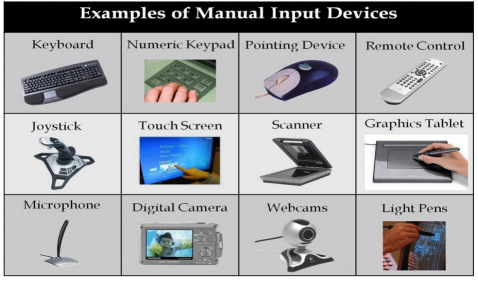 Examples of Manual Input Devices
Keyboard
Numeric Keypad
Pointing Device
Remote Control
Joystick
Touch Screen
Scanner
Graphics Tablet
Microphone
Digital Camera
Webcams
Light Pens